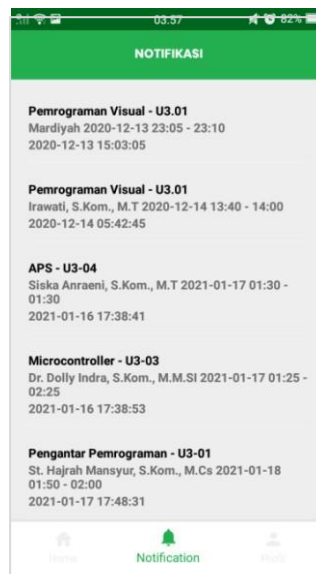 03:57
82%
NOTIFIKASI
Pemrograman Visual - U3.01
Mardiyah 2020-12-13 23:05 - 23:10
2020-12-13 15:03:05
Pemrograman Visual - U3.01
Irawati, S.Kom., M.T 2020-12-14 13:40 - 14:00
2020-12-14 05:42:45
APS - U3-04
Siska Anraeni, S.Kom., M.T 2021-01-17 01:30 -
01:30
2021-01-16 17:38:41
Microcontroller - U3-03
Dr. Dolly Indra, S.Kom., M.M.SI 2021-01-17 01:25 -
02:25
2021-01-16 17:38:53
Pengantar Pemrograman - U3-01
St. Hajrah Mansyur, S.Kom., M.Cs 2021-01-18
01:50 - 02:00
2021-01-17 17:48:31
Home
Notification
Profil